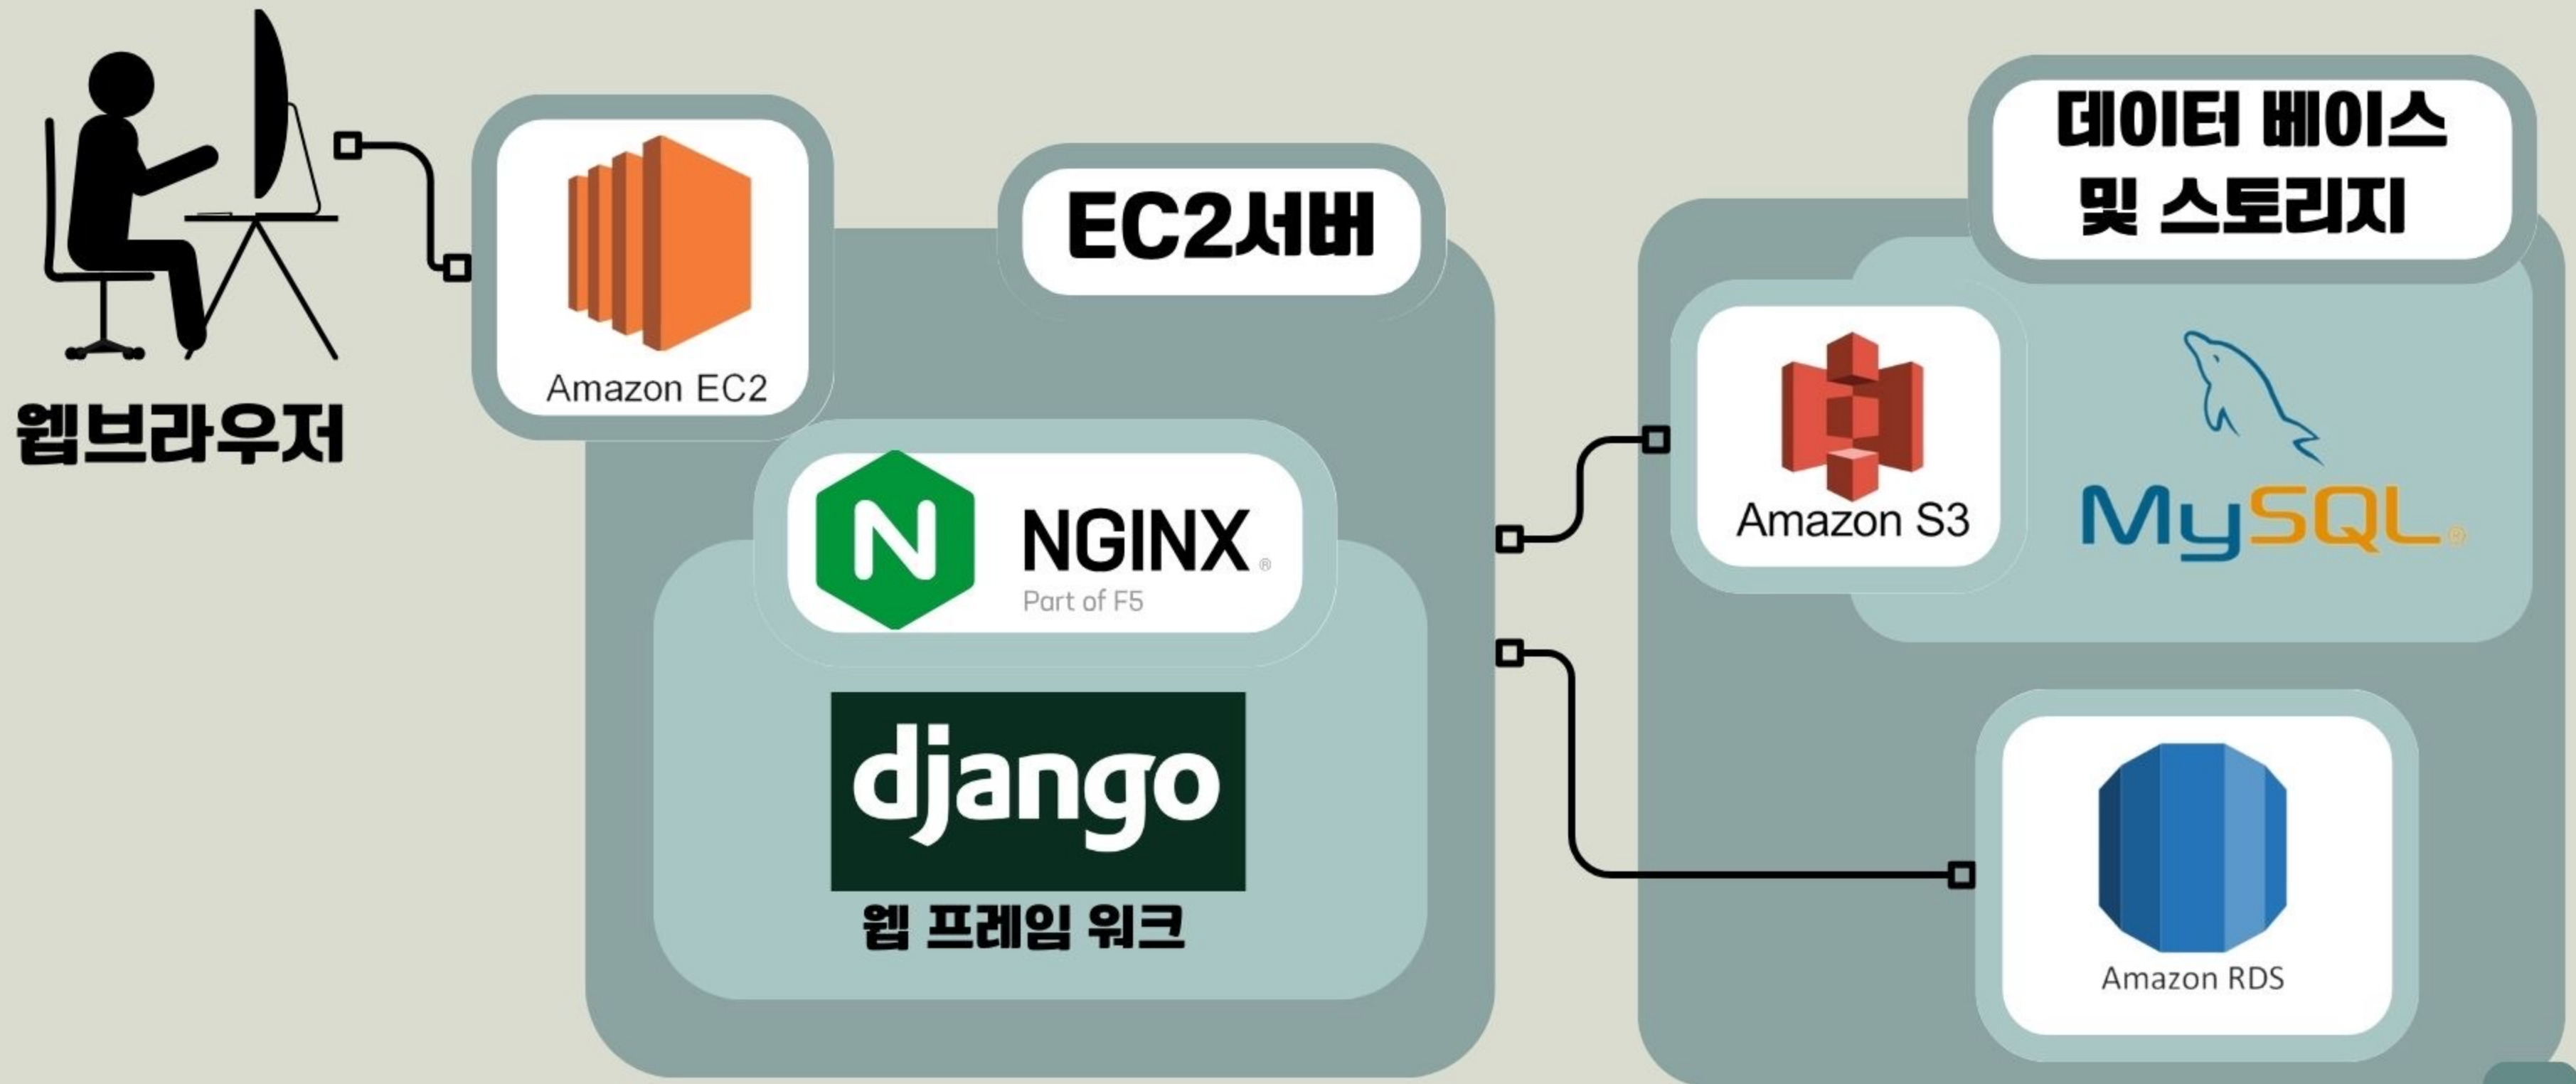 웹브라우저
Amazon EC2
EC2서버
NGINX®
Part of F5
django
웹 프레임 워크
데이터 베이스
및 스토리지
Amazon S3
MySQL®
Amazon RDS